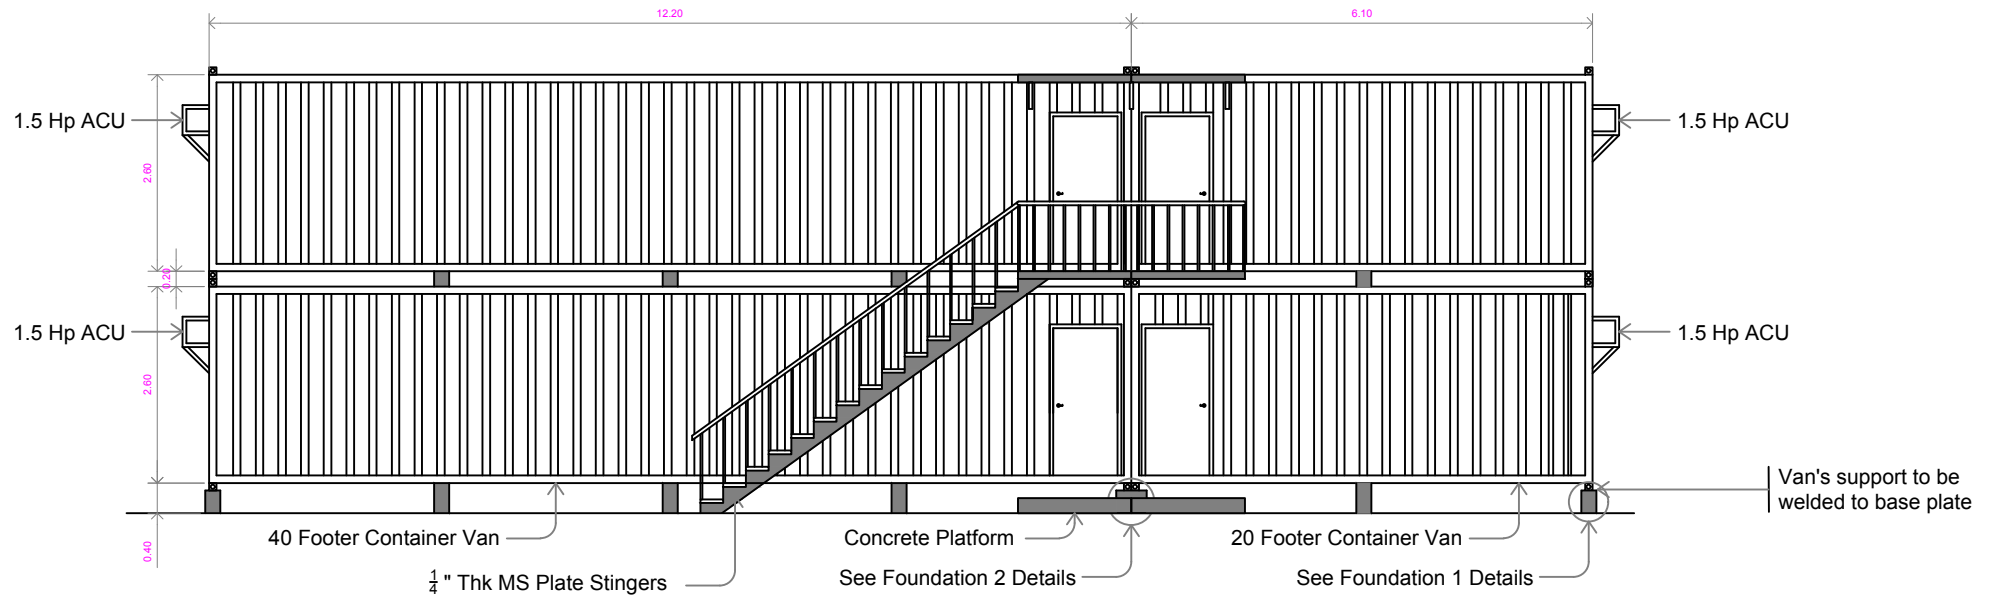 12.20
6.10
1.5 Hp ACU
1.5 Hp ACU
2.60
0.20
1.5 Hp ACU
1.5 Hp ACU
2.60
Van's support to be
welded to base plate
40 Footer Container Van
Concrete Platform
20 Footer Container Van
0.40
1/4" Thk MS Plate Stingers
See Foundation 2 Details
See Foundation 1 Details